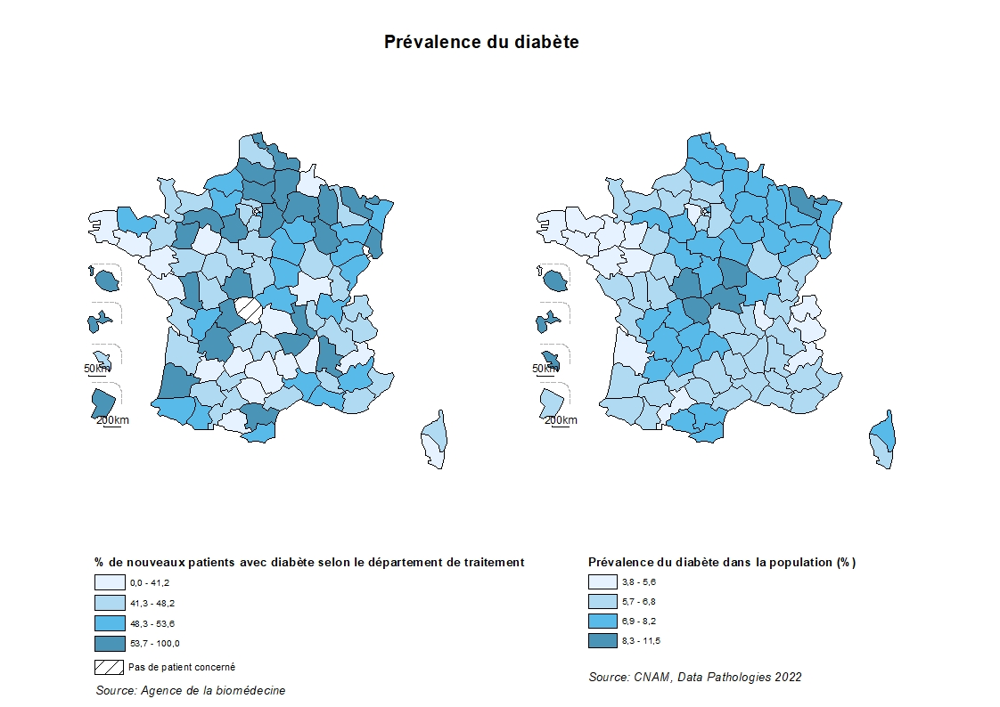 Prévalence du diabète
50km
200km
50km
200km
% de nouveaux patients avec diabète selon le département de traitement
0,0 - 41,2
41,3 - 48,2
48,3 - 53,6
53,7 - 100,0
Pas de patient concerné
Source: Agence de la biomédecine
Prévalence du diabète dans la population (%)
3,8 - 5,6
5,7 - 6,8
6,9 - 8,2
8,3 - 11,5
Source: CNAM, Data Pathologies 2022